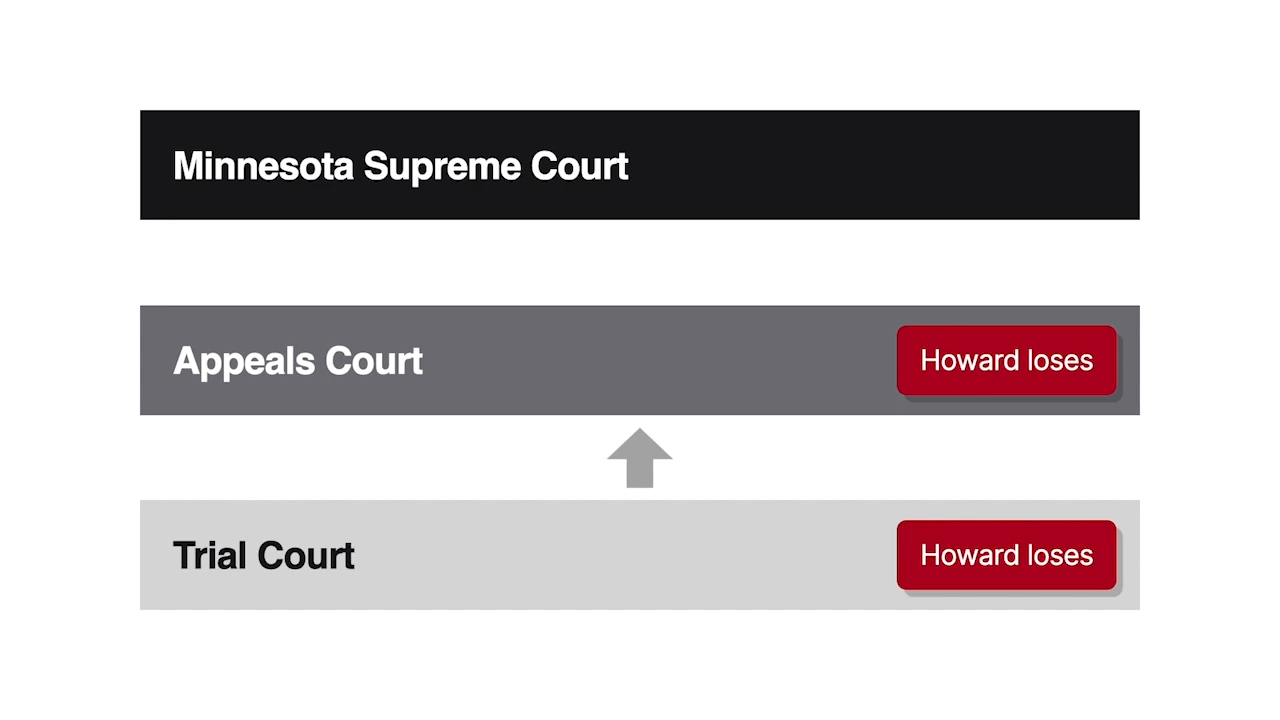 Minnesota Supreme Court
Appeals Court
Howard loses
Trial Court
Howard loses